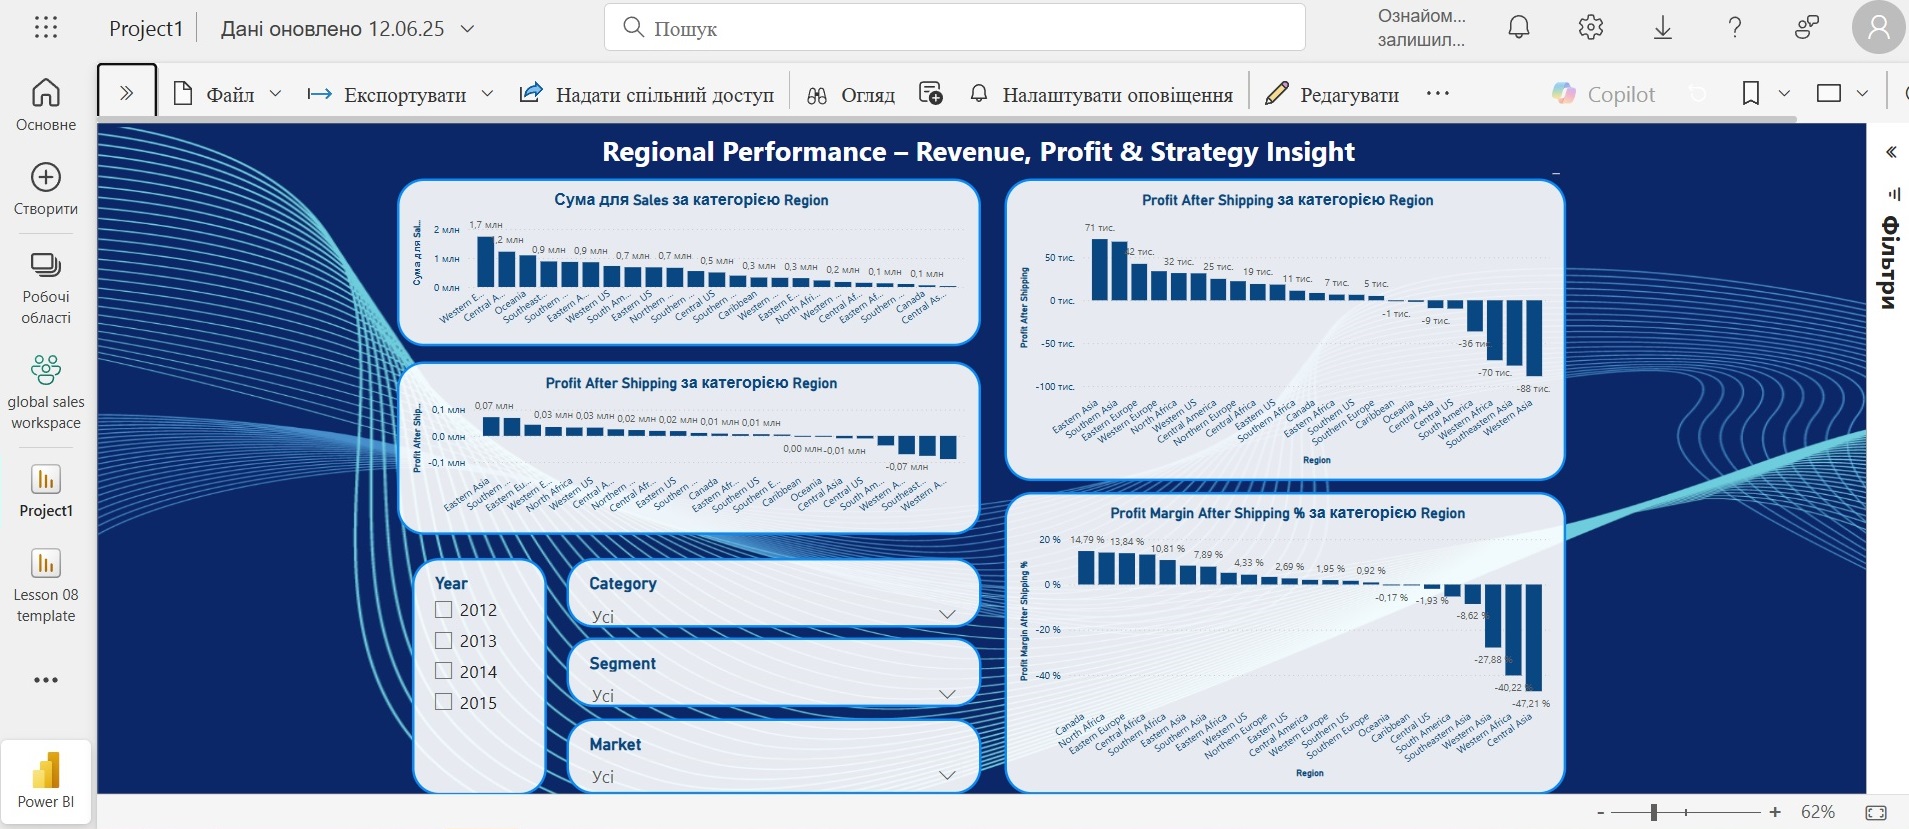 Project1
Дані оновлено 12.06.25
Пошук
Ознайом...
залишил...
Основне
Створити
Робочі
області
global sales
workspace
Project1
Lesson 08
template
Power BI
Файл
Експортувати
Надати спільний доступ
Огляд
Налаштувати оповіщення
Редагувати
Copilot
Regional Performance – Revenue, Profit & Strategy Insight
Сума для Sales за категорією Region
Сума для Sal...
2 млн
1 млн
0 млн
1,7 млн
,2 млн
0,9 млн
0,9 млн
0,7 млн
0,7 млн
0,5 млн
0,3 млн
0,3 млн
0,2 млн
0,1 млн
0,1 млн
Western E...
Central A...
Oceania
Southeast...
Southern ...
Eastern A...
Western US
South Am...
Eastern US
Northern ...
Southern ...
Central US
Southern ...
Caribbean
Western ...
Eastern E...
North Afri...
Western ...
Central Af...
Eastern Af...
Southern ...
Canada
Central As...
Profit After Shipping за категорією Region
Profit After Ship...
0,1 млн
0,0 млн
-0,1 млн
0,07 млн
0,03 млн
0,03 млн
0,02 млн
0,02 млн
0,01 млн
0,01 млн
0,00 млн
-0,01 млн
-0,07 млн
Eastern Asia
Southern ...
Eastern Eu...
Western E...
North Africa
Western US
Central A...
Northern ...
Central Afr...
Eastern US
Southern ...
Canada
Eastern Afr...
Southern US
Southern E...
Caribbean
Oceania
Central Asia
Central US
South Am...
Western A...
Southeast...
Western A...
Year
2012
2013
2014
2015
Category
Усі
Segment
Усі
Market
Усі
Profit After Shipping за категорією Region
Profit After Shipping
50 тис.
0 тис.
-50 тис.
-100 тис.
71 тис.
42 тис.
32 тис.
25 тис.
19 тис.
11 тис.
7 тис.
5 тис.
-1 тис.
-9 тис.
-36 тис.
-70 тис.
-88 тис.
Eastern Asia
Southern Asia
Eastern Europe
Western Europe
North Africa
Western US
Central America
Northern Europe
Central Africa
Eastern US
Southern Africa
Canada
Eastern Africa
Southern US
Southern Europe
Caribbean
Oceania
Central Asia
Central US
South America
Western Africa
Southeastern Asia
Western Asia
Region
Profit Margin After Shipping % за категорією Region
Profit Margin After Shipping %
20 %
0 %
-20 %
-40 %
14,79 %
13,84 %
10,81 %
7,89 %
4,33 %
2,69 %
1,95 %
0,92 %
-0,17 %
-1,93 %
-8,62 %
-27,88 %
-40,22 %
-47,21 %
Canada
North Africa
Eastern Europe
Central Africa
Southern Africa
Eastern Asia
Southern Asia
Eastern Africa
Western US
Northern Europe
Eastern US
Central America
Western Europe
Southern US
Southern Europe
Oceania
Caribbean
Central US
South America
Southeastern Asia
Western Asia
Western Africa
Central Asia
Region
Фільтри
62%